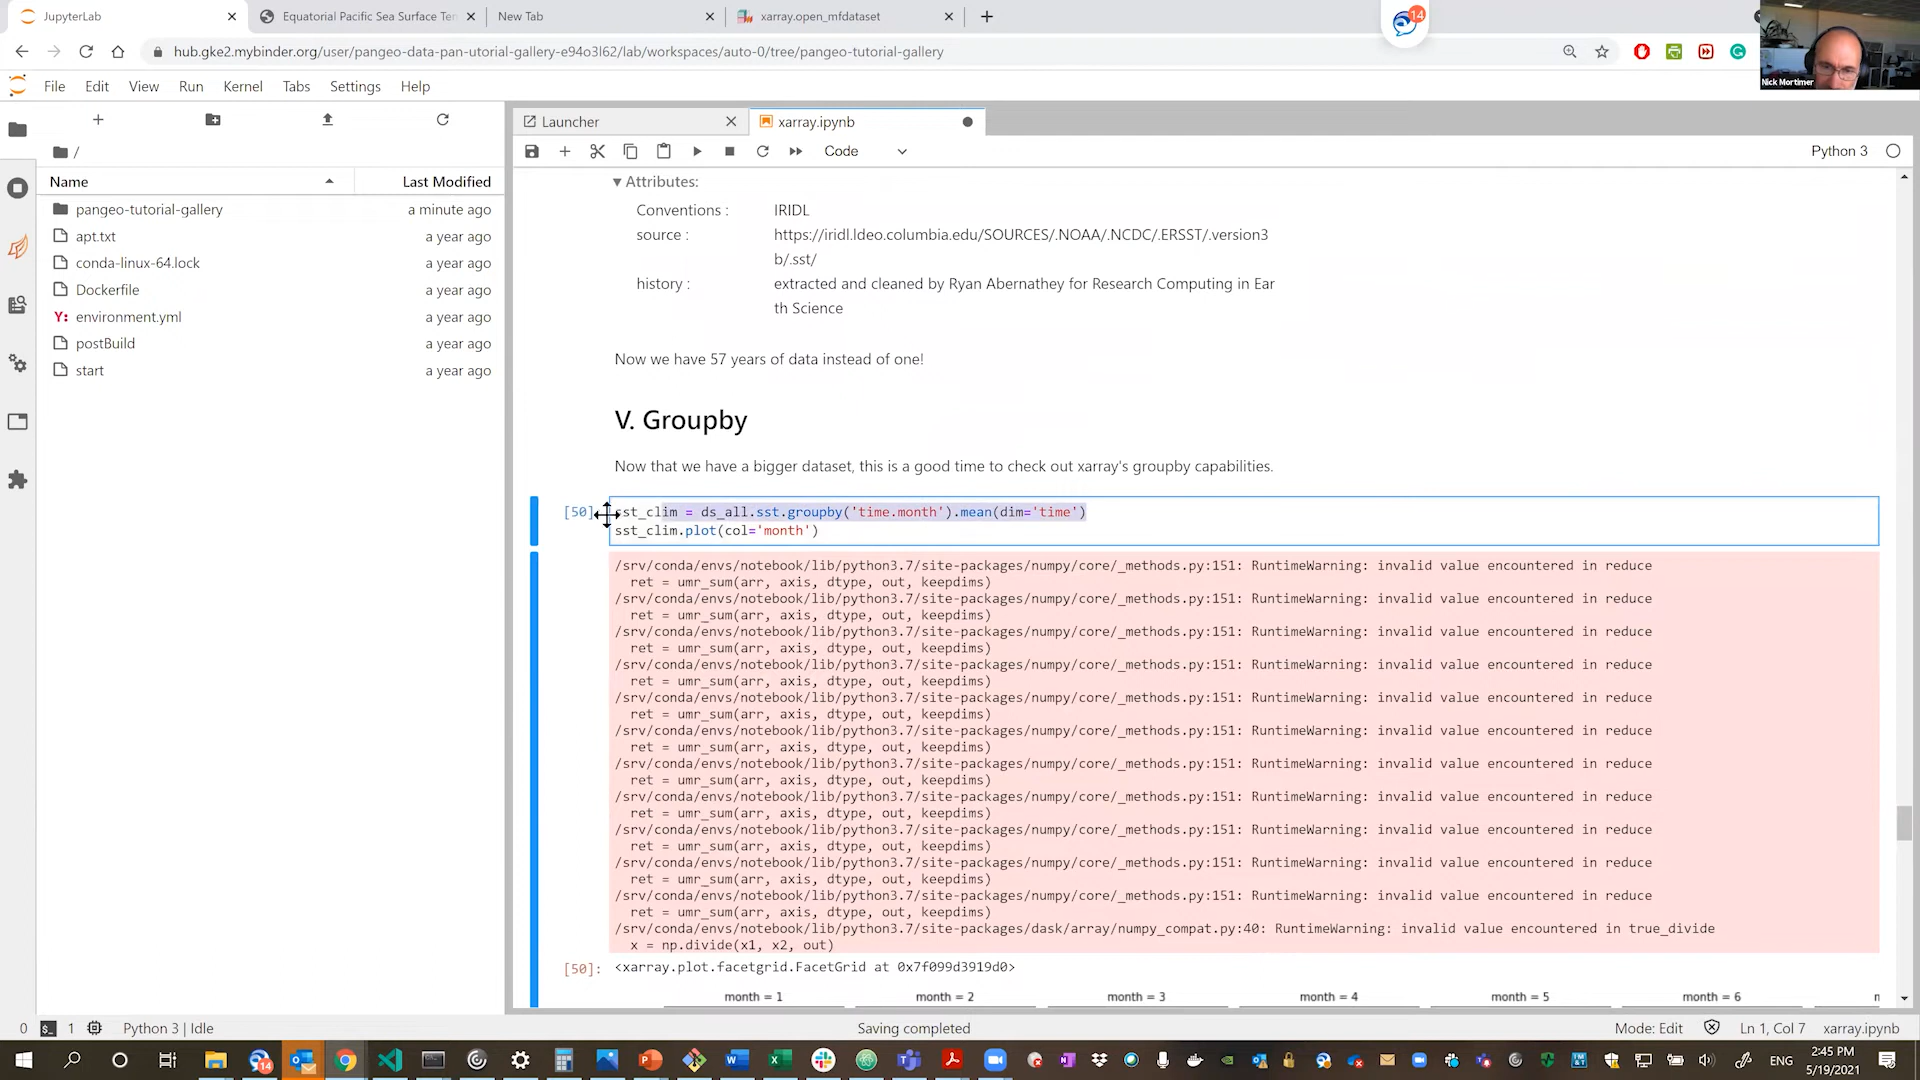 JupyterLab
Equatorial Pacific Sea Surface Ten
New Tab
xarray.open_mfdataset
14
hub.gke2.mybinder.org/user/pangeo-data-pan-utorial-gallery-e94o3l62/lab/workspaces/auto-0/tree/pangeo-tutorial-gallery
Nick Mortimer
File Edit View Run Kernel Tabs Settings Help
Launcher
xarray.ipynb
Code
Python 3
/
Name
Last Modified
pangeo-tutorial-gallery a minute ago
apt.txt a year ago
conda-linux-64.lock a year ago
Dockerfile a year ago
Y: environment.yml a year ago
postBuild a year ago
start a year ago
Attributes:
Conventions : IRIDL
source : https://iridl.ldeo.columbia.edu/SOURCES/.NOAA/.NCDC/.ERSST/.version3
b/.sst/
history : extracted and cleaned by Ryan Abernathey for Research Computing in Ear
th Science
Now we have 57 years of data instead of one!
V. Groupby
Now that we have a bigger dataset, this is a good time to check out xarray's groupby capabilities.
[50] sst_clim = ds_all.sst.groupby('time.month').mean(dim='time')
sst_clim.plot(col='month')
/srv/conda/envs/notebook/lib/python3.7/site-packages/numpy/core/_methods.py:151: RuntimeWarning: invalid value encountered in reduce
ret = umr_sum(arr, axis, dtype, out, keepdims)
/srv/conda/envs/notebook/lib/python3.7/site-packages/numpy/core/_methods.py:151: RuntimeWarning: invalid value encountered in reduce
ret = umr_sum(arr, axis, dtype, out, keepdims)
/srv/conda/envs/notebook/lib/python3.7/site-packages/numpy/core/_methods.py:151: RuntimeWarning: invalid value encountered in reduce
ret = umr_sum(arr, axis, dtype, out, keepdims)
/srv/conda/envs/notebook/lib/python3.7/site-packages/numpy/core/_methods.py:151: RuntimeWarning: invalid value encountered in reduce
ret = umr_sum(arr, axis, dtype, out, keepdims)
/srv/conda/envs/notebook/lib/python3.7/site-packages/numpy/core/_methods.py:151: RuntimeWarning: invalid value encountered in reduce
ret = umr_sum(arr, axis, dtype, out, keepdims)
/srv/conda/envs/notebook/lib/python3.7/site-packages/numpy/core/_methods.py:151: RuntimeWarning: invalid value encountered in reduce
ret = umr_sum(arr, axis, dtype, out, keepdims)
/srv/conda/envs/notebook/lib/python3.7/site-packages/numpy/core/_methods.py:151: RuntimeWarning: invalid value encountered in reduce
ret = umr_sum(arr, axis, dtype, out, keepdims)
/srv/conda/envs/notebook/lib/python3.7/site-packages/numpy/core/_methods.py:151: RuntimeWarning: invalid value encountered in reduce
ret = umr_sum(arr, axis, dtype, out, keepdims)
/srv/conda/envs/notebook/lib/python3.7/site-packages/numpy/core/_methods.py:151: RuntimeWarning: invalid value encountered in reduce
ret = umr_sum(arr, axis, dtype, out, keepdims)
/srv/conda/envs/notebook/lib/python3.7/site-packages/numpy/core/_methods.py:151: RuntimeWarning: invalid value encountered in reduce
ret = umr_sum(arr, axis, dtype, out, keepdims)
/srv/conda/envs/notebook/lib/python3.7/site-packages/numpy/core/_methods.py:151: RuntimeWarning: invalid value encountered in reduce
ret = umr_sum(arr, axis, dtype, out, keepdims)
/srv/conda/envs/notebook/lib/python3.7/site-packages/dask/array/numpy_compat.py:40: RuntimeWarning: invalid value encountered in true_divide
x = np.divide(x1, x2, out)
[50]: <xarray.plot.facetgrid.FacetGrid at 0x7f099d3919d0>
month = 1 month = 2 month = 3 month = 4 month = 5 month = 6
0 1 Python 3 | Idle
Saving completed
Mode: Edit Ln 1, Col 7 xarray.ipynb
14
ENG
2:45 PM
5/19/2021